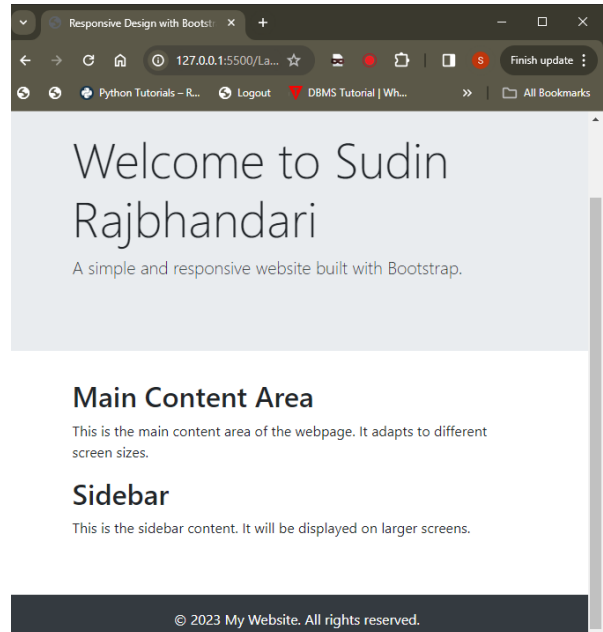 Responsive Design with Bootstr
127.0.0.1:5500/La...
S
Finish update
Python Tutorials – R...
Logout
DBMS Tutorial | Wh...
»
All Bookmarks
Welcome to Sudin
Rajbhandari
A simple and responsive website built with Bootstrap.
Main Content Area
This is the main content area of the webpage. It adapts to different
screen sizes.
Sidebar
This is the sidebar content. It will be displayed on larger screens.
© 2023 My Website. All rights reserved.